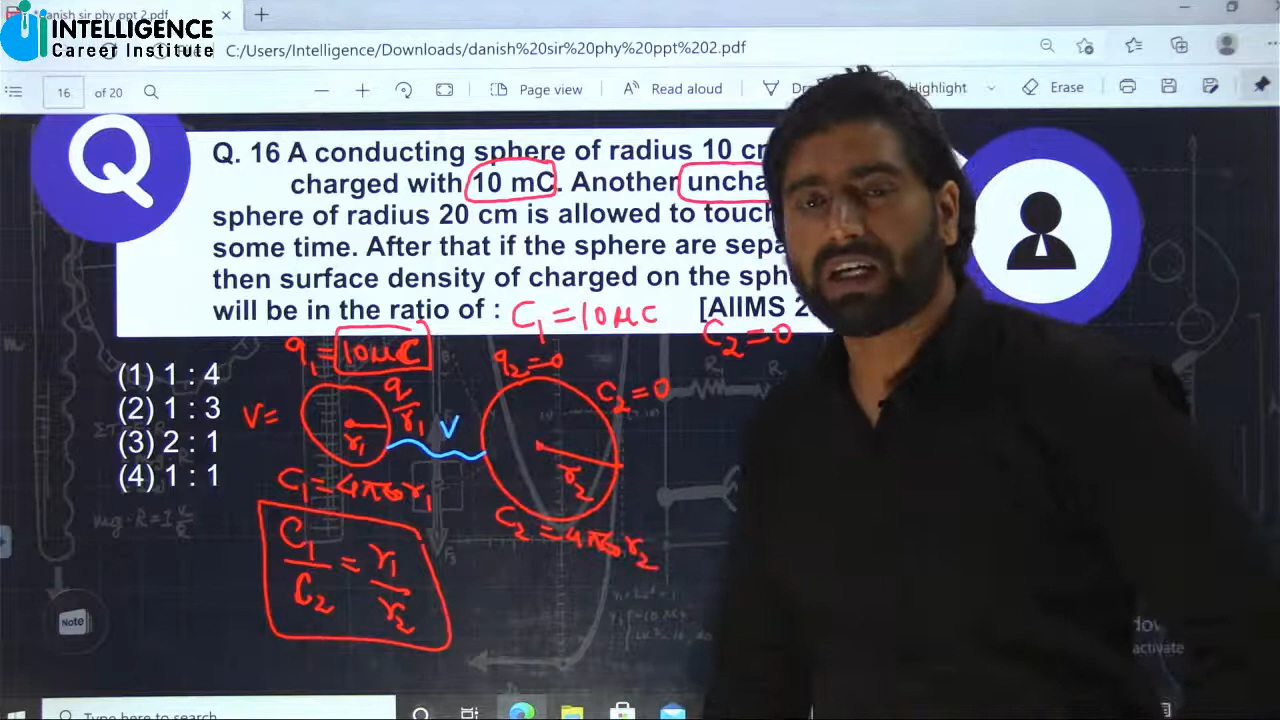 danish sir phy ppt 2.pdf
INTELLIGENCE
Career Institute
C:/Users/Intelligence/Downloads/danish%20sir%20phy%20ppt%202.pdf
16 of 20
Page view
Read aloud
Highlight
Erase
Q
Q. 16 A conducting sphere of radius 10
charged with 10 mC. Another
sphere of radius 20 cm is allowed to touch
some time. After that if the sphere are
then surface density of charged on the
will be in the ratio of : [AIIMS
C₁ = 10 μC
C₂ = 0
q₁ = 10 μC
q₂ = 0
(1) 1 : 4
(2) 1 : 3
(3) 2 : 1
(4) 1 : 1
V =
q/r₁
V
C₂ = 0
r₁
r₂
C₁ = 4πε₀r₁
C₂ = 4πε₀r₂
C₁/C₂ = r₁/r₂
Note
Type here to search